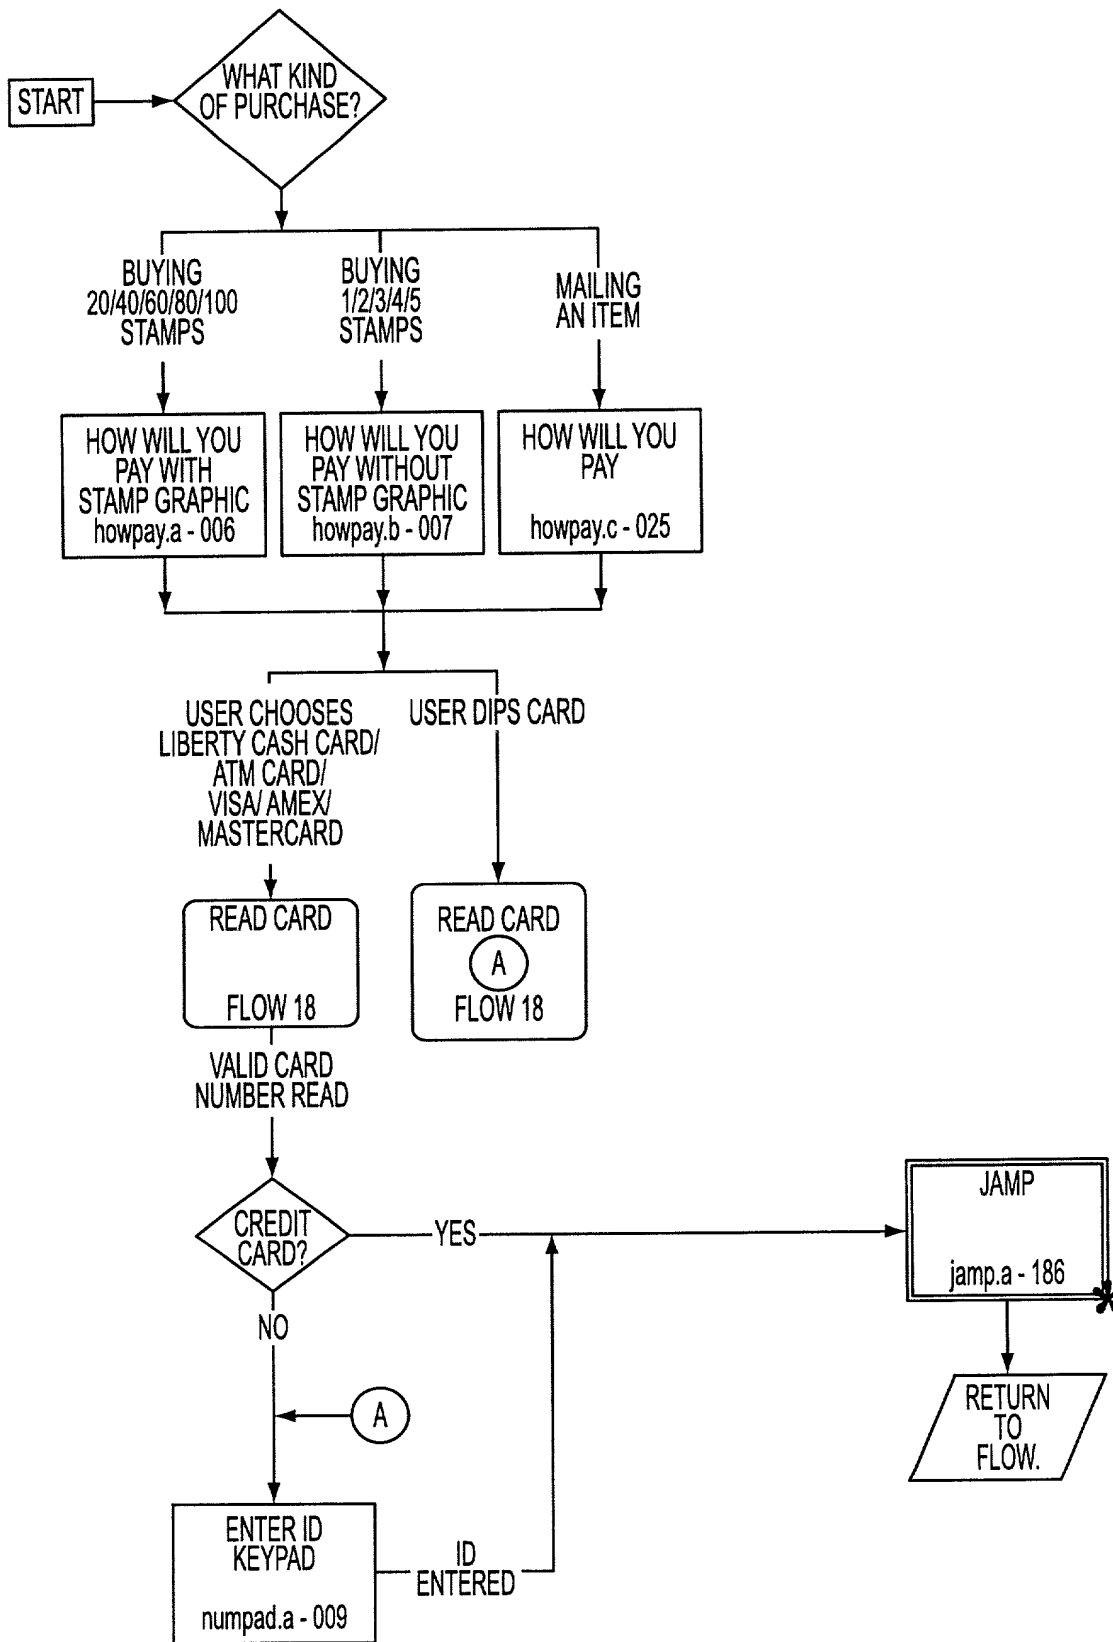 WHAT KIND
OF PURCHASE?
START
BUYING
20/40/60/80/100
STAMPS
BUYING
1/2/3/4/5
STAMPS
MAILING
AN ITEM
HOW WILL YOU
PAY WITH
STAMP GRAPHIC
howpay.a - 006
HOW WILL YOU
PAY WITHOUT
STAMP GRAPHIC
howpay.b - 007
HOW WILL YOU
PAY
howpay.c - 025
USER CHOOSES
LIBERTY CASH CARD/
ATM CARD/
VISA/ AMEX/
MASTERCARD
USER DIPS CARD
READ CARD
FLOW 18
READ CARD
A
FLOW 18
VALID CARD
NUMBER READ
CREDIT
CARD?
YES
JAMP
jamp.a - 186
NO
A
RETURN
TO
FLOW.
ENTER ID
KEYPAD
numpad.a - 009
ID
ENTERED